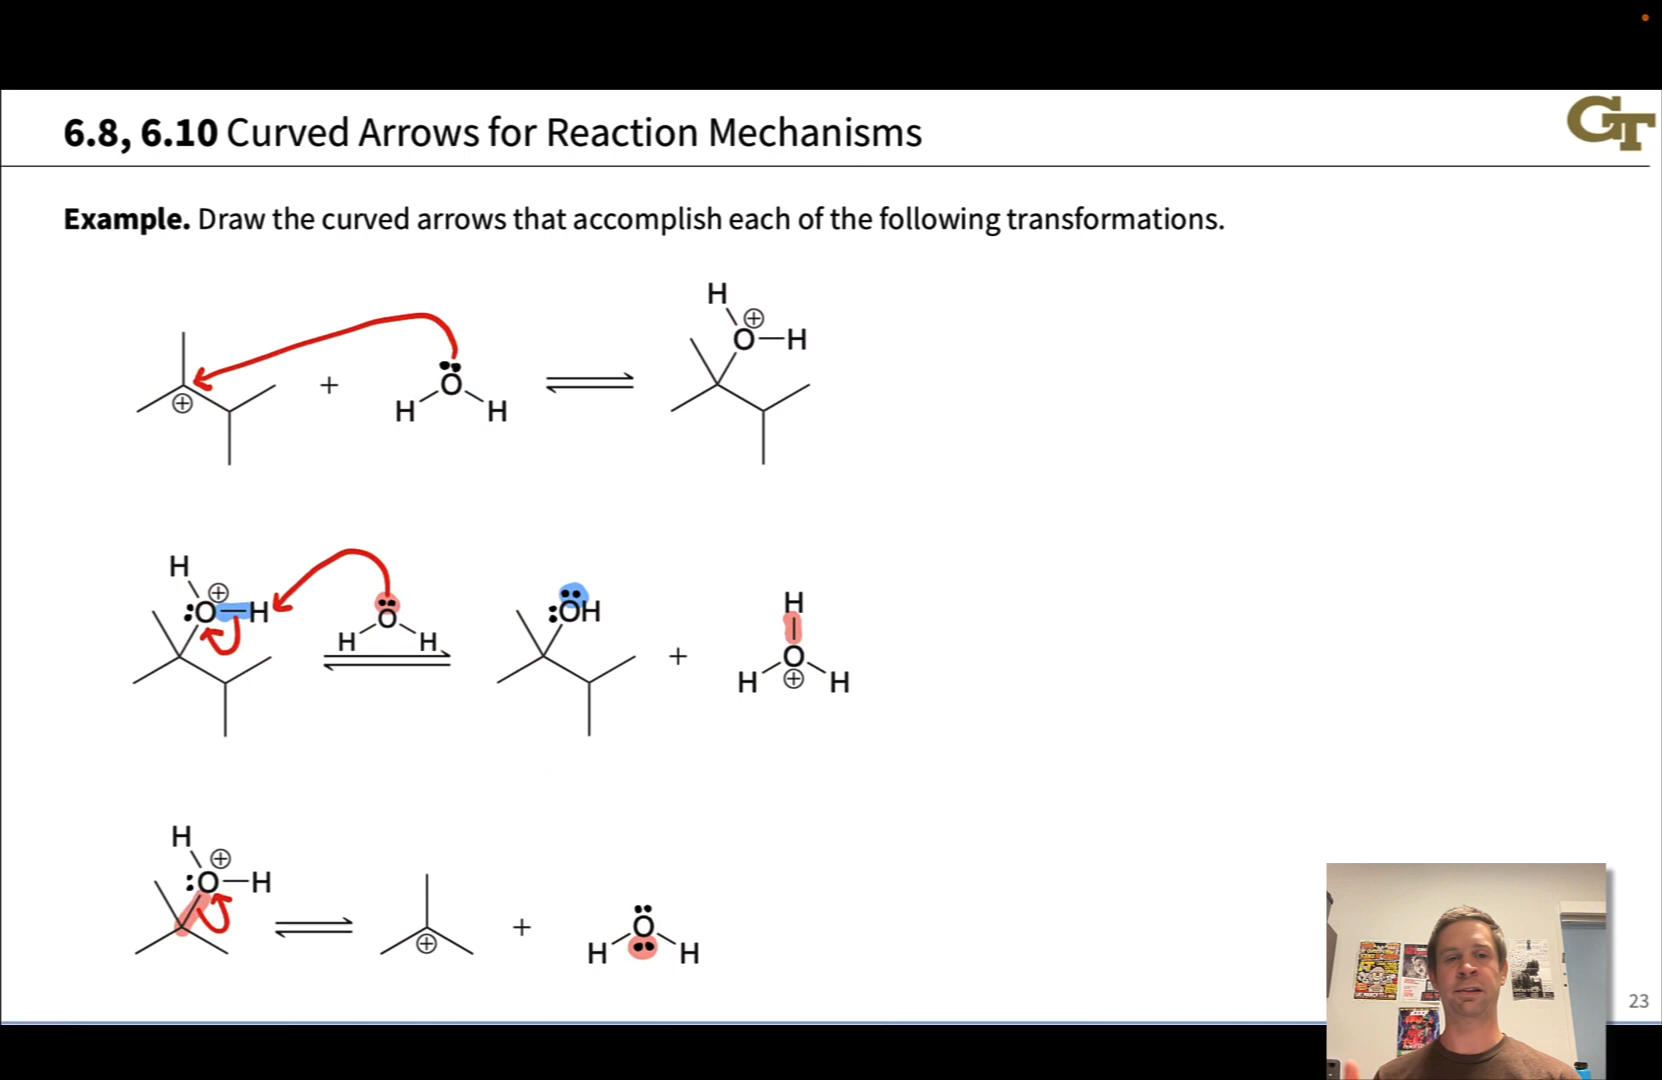 GT
6.8, 6.10 Curved Arrows for Reaction Mechanisms
Example. Draw the curved arrows that accomplish each of the following transformations.
H
⊕
O—H
⊕
+
H
O
H
H
⊕
:O—H
H
O
H
:OH
+
H
O
H
⊕
H
H
⊕
:O—H
⊕
+
H
O
H
23